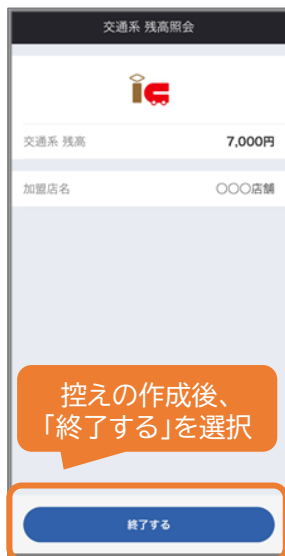 交通系 残高照会
交通系 残高
7,000円
加盟店名
〇〇〇店舗
控えの作成後、
「終了する」を選択
終了する